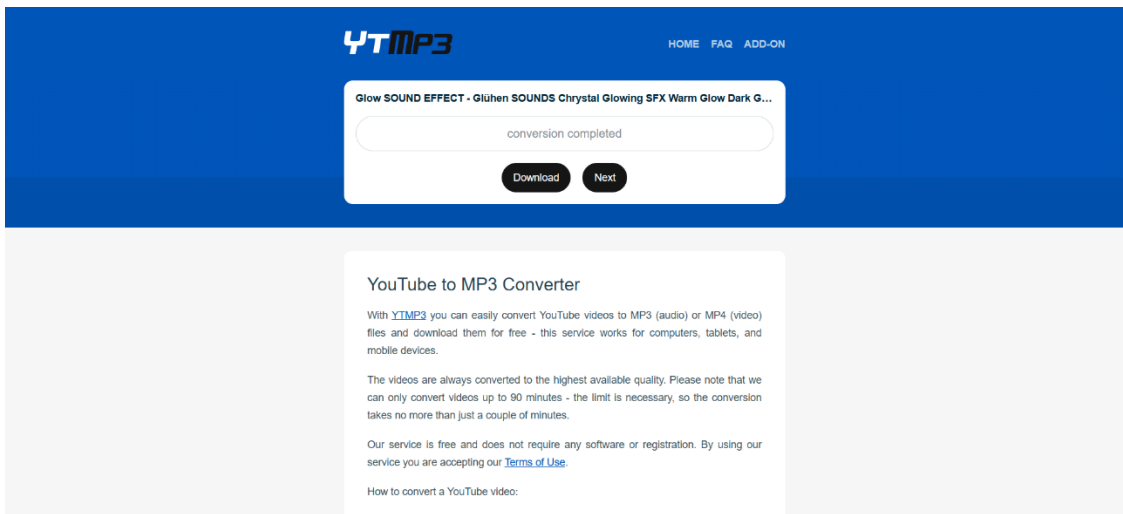 YTMP3
HOME FAQ ADD-ON
Glow SOUND EFFECT - Glühen SOUNDS Chrystal Glowing SFX Warm Glow Dark G...
conversion completed
Download Next
YouTube to MP3 Converter
With YTMP3 you can easily convert YouTube videos to MP3 (audio) or MP4 (video)
files and download them for free - this service works for computers, tablets, and
mobile devices.
The videos are always converted to the highest available quality. Please note that we
can only convert videos up to 90 minutes - the limit is necessary, so the conversion
takes no more than just a couple of minutes.
Our service is free and does not require any software or registration. By using our
service you are accepting our Terms of Use.
How to convert a YouTube video: